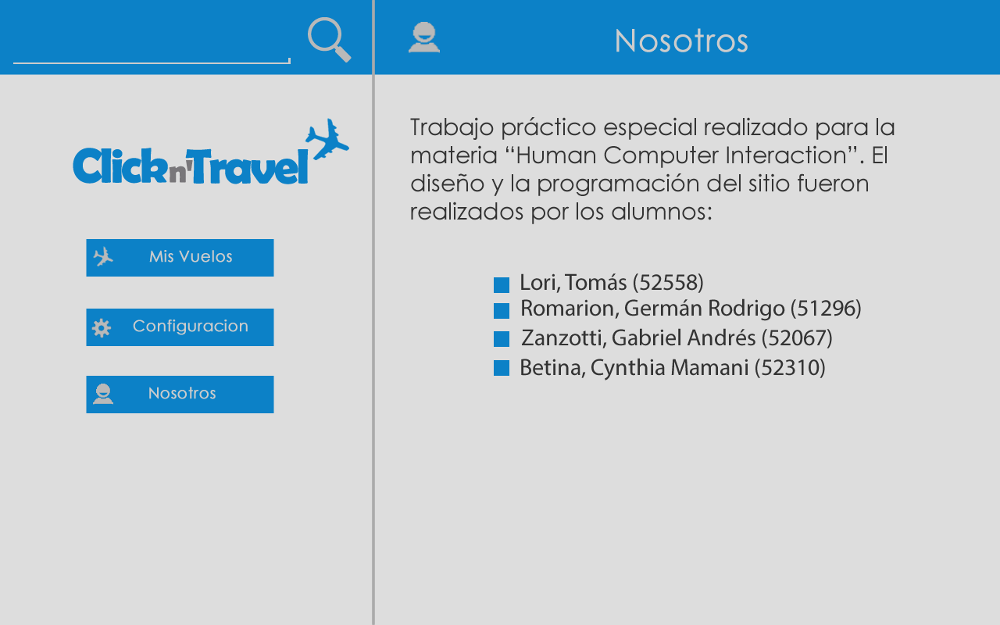 Nosotros
Click n' Travel
Mis Vuelos
Configuracion
Nosotros
Trabajo práctico especial realizado para la
materia “Human Computer Interaction”. El
diseño y la programación del sitio fueron
realizados por los alumnos:
Lori, Tomás (52558)
Romarion, Germán Rodrigo (51296)
Zanzotti, Gabriel Andrés (52067)
Betina, Cynthia Mamani (52310)